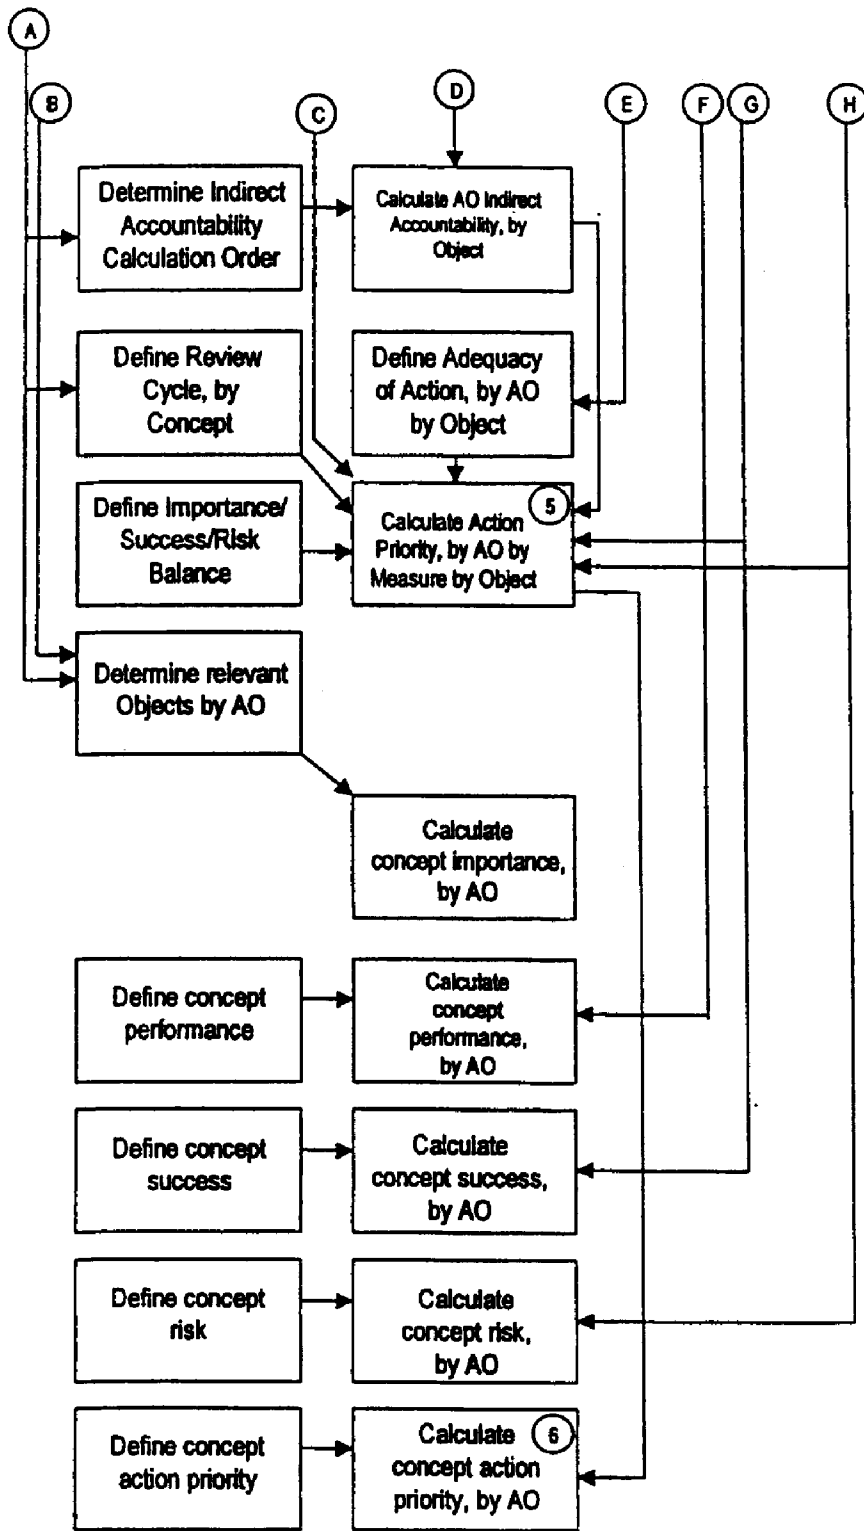 A
B
C
D
E
F
G
H
Determine Indirect
Accountability
Calculation Order
Calculate AO Indirect
Accountability, by
Object
Define Review
Cycle, by
Concept
Define Adequacy
of Action, by AO
by Object
Define Importance/
Success/Risk
Balance
5
Calculate Action
Priority, by AO by
Measure by Object
Determine relevant
Objects by AO
Calculate
concept importance,
by AO
Define concept
performance
Calculate
concept
performance,
by AO
Define concept
success
Calculate
concept success,
by AO
Define concept
risk
Calculate
concept risk,
by AO
Define concept
action priority
6
Calculate
concept action
priority, by AO